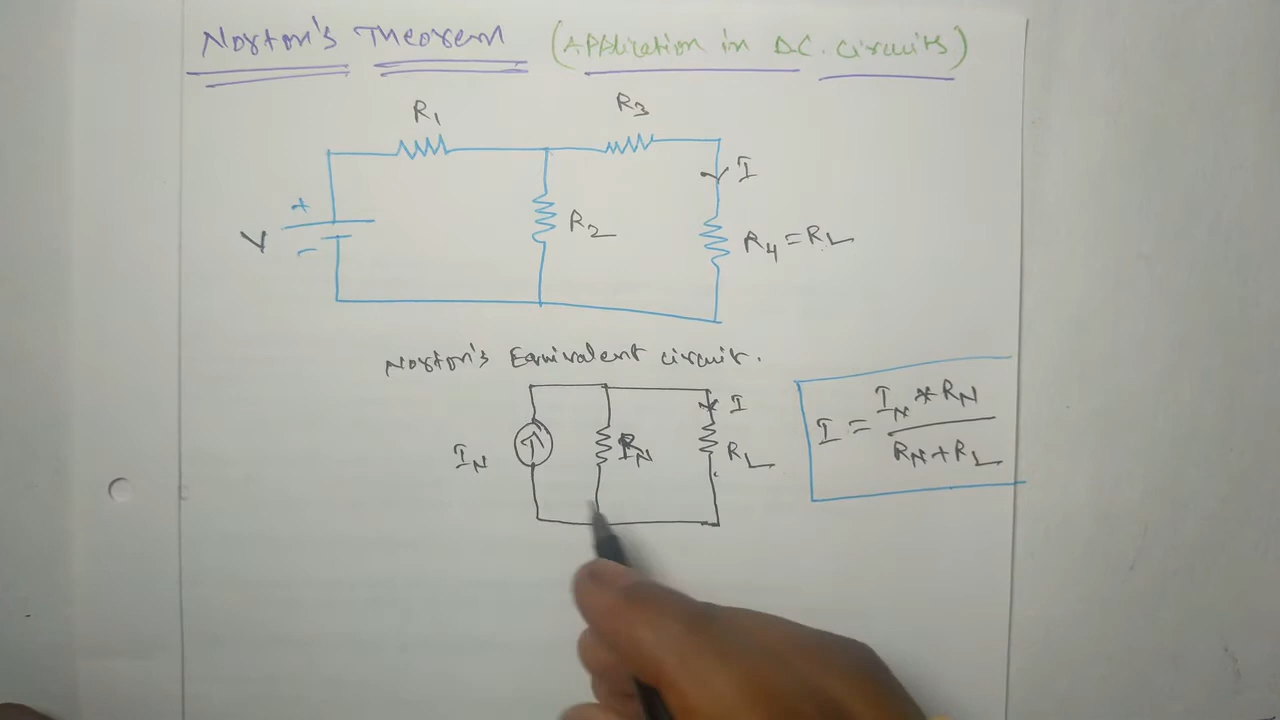 Norton's Theorem (Application in DC. Circuits)
R1
R3
I
+
V
-
R2
R4 = RL
Norton's Equivalent circuit.
I
IN
RN
RL
I = IN * RN / RN + RL